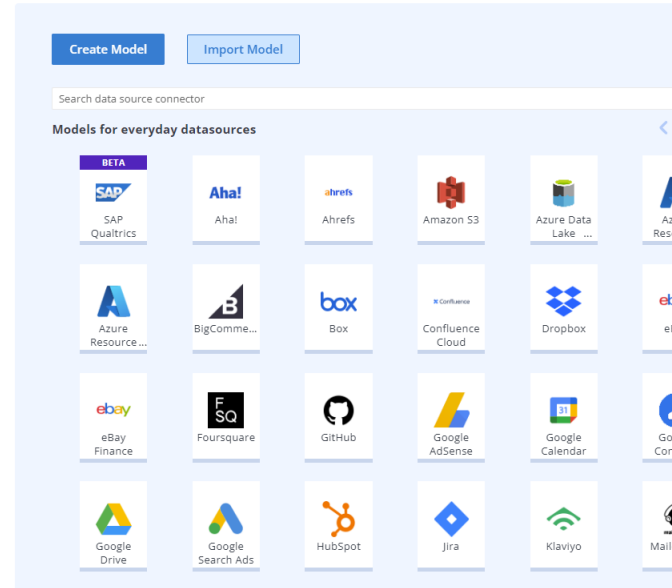 Create Model
Import Model
Search data source connector
Models for everyday datasources
BETA
SAP
Aha!
ahrefs
SAP
Qualtrics
Aha!
Ahrefs
Amazon S3
Azure Data
Lake ...
B
box
Confluence
Azure
Resource ...
BigComme...
Box
Confluence
Cloud
Dropbox
ebay
F
SQ
31
eBay
Finance
Foursquare
GitHub
Google
AdSense
Google
Calendar
Google
Drive
Google
Search Ads
HubSpot
Jira
Klaviyo